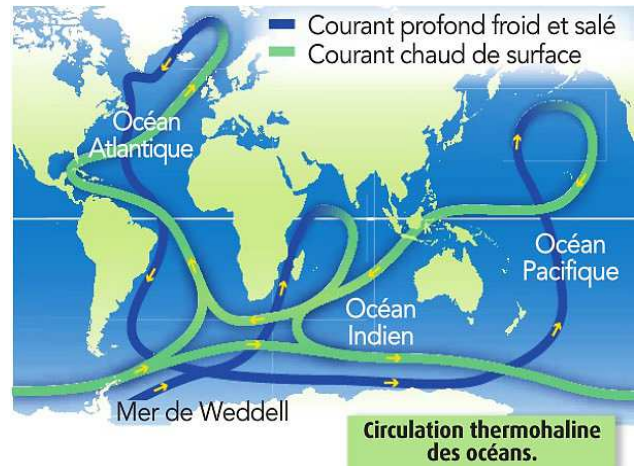 Courant profond froid et salé
Courant chaud de surface
Océan
Atlantique
Océan
Pacifique
Océan
Indien
Mer de Weddell
Circulation thermohaline
des océans.